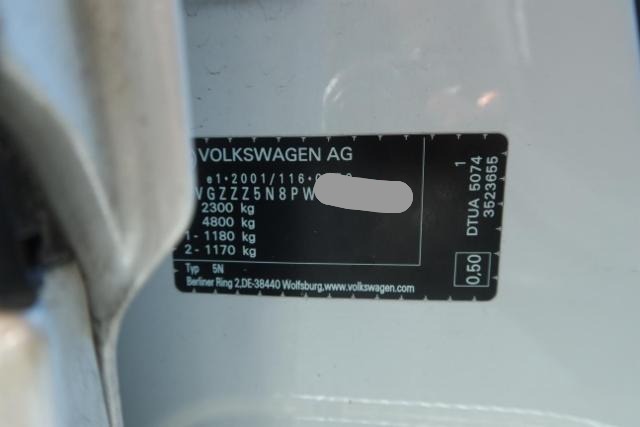 VOLKSWAGEN AG
e1*2001/116*
VGZZZ5N8PW
2300 kg
4800 kg
1- 1180 kg
2- 1170 kg
Typ 5N
Berliner Ring 2,DE-38440 Wolfsburg,www.volkswagen.com
DTUA 5074 1
3523655
0,50